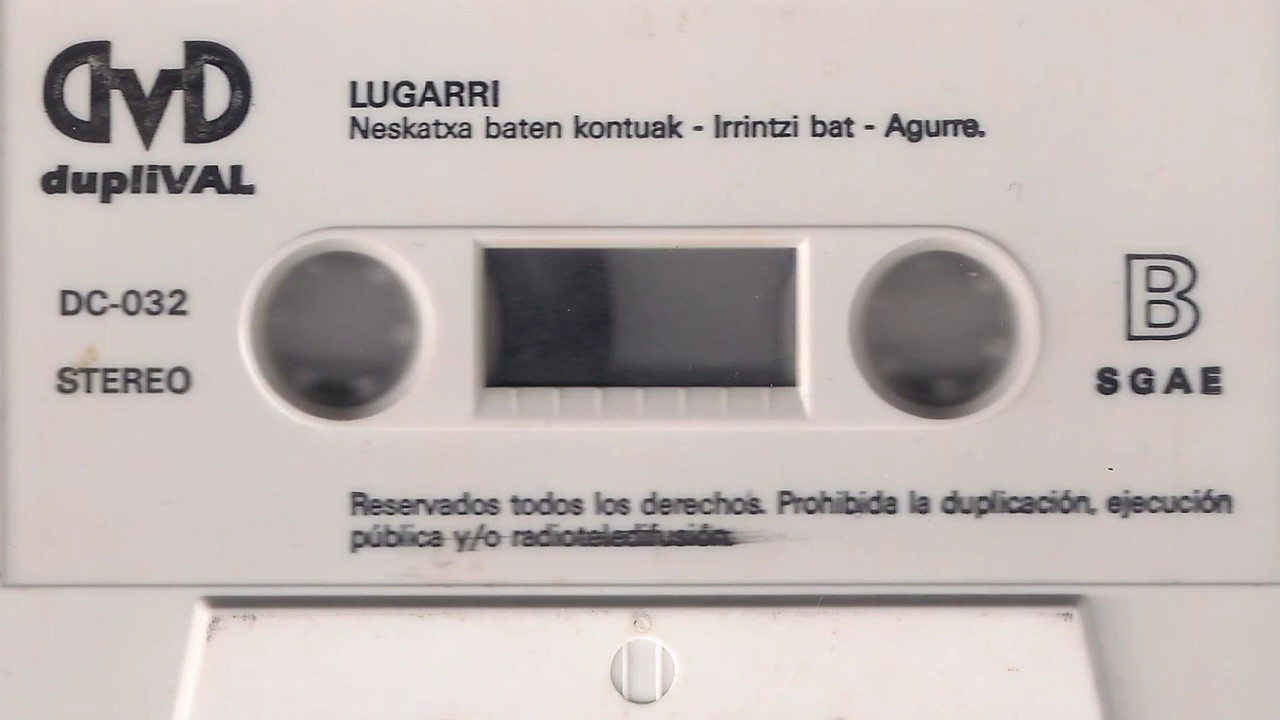 DVD
dupliVAL
LUGARRI
Neskatxa baten kontuak - Irrintzi bat - Agurre.
DC-032
STEREO
B
SGAE
Reservados todos los derechos. Prohibida la duplicación, ejecución
pública y/o radioteledifusión.